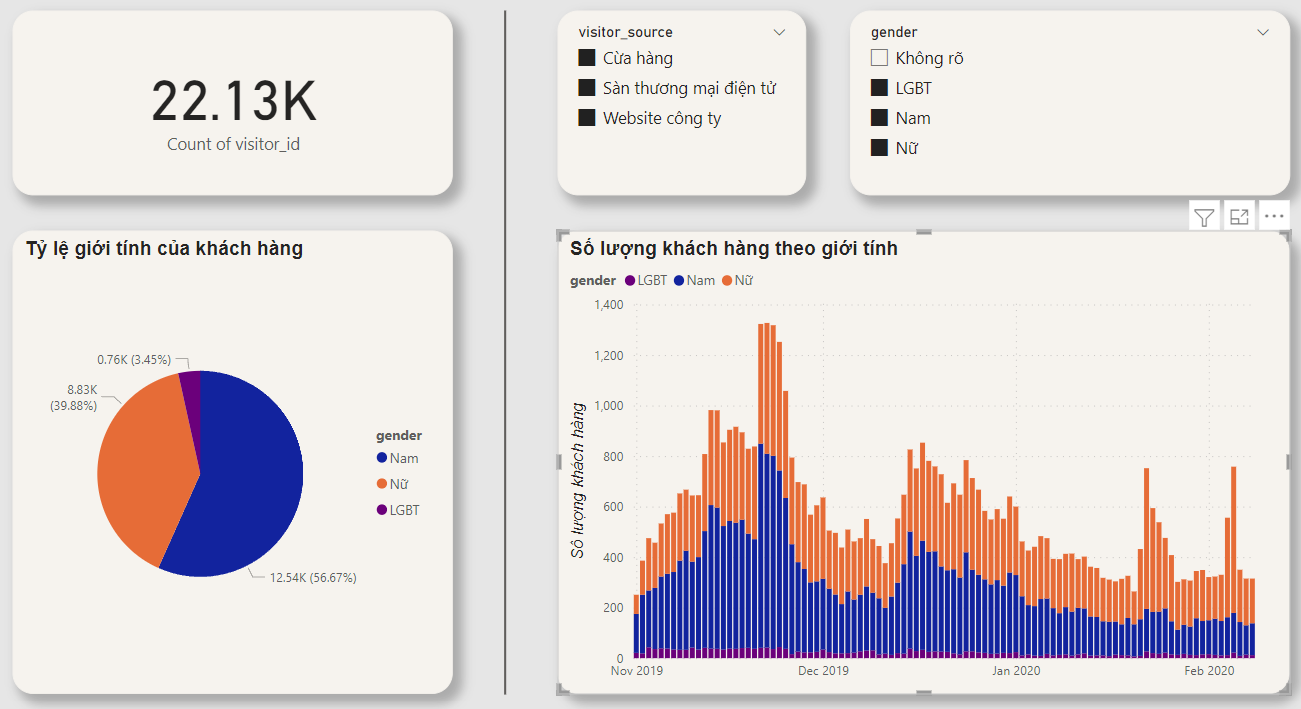 22.13K
Count of visitor_id
visitor_source
Cừa hàng
Sàn thương mại điện tử
Website công ty
gender
Không rõ
LGBT
Nam
Nữ
Tỷ lệ giới tính của khách hàng
0.76K (3.45%)
8.83K
(39.88%)
12.54K (56.67%)
gender
Nam
Nữ
LGBT
Số lượng khách hàng theo giới tính
gender LGBT Nam Nữ
Số lượng khách hàng
1,400
1,200
1,000
800
600
400
200
0
Nov 2019 Dec 2019 Jan 2020 Feb 2020